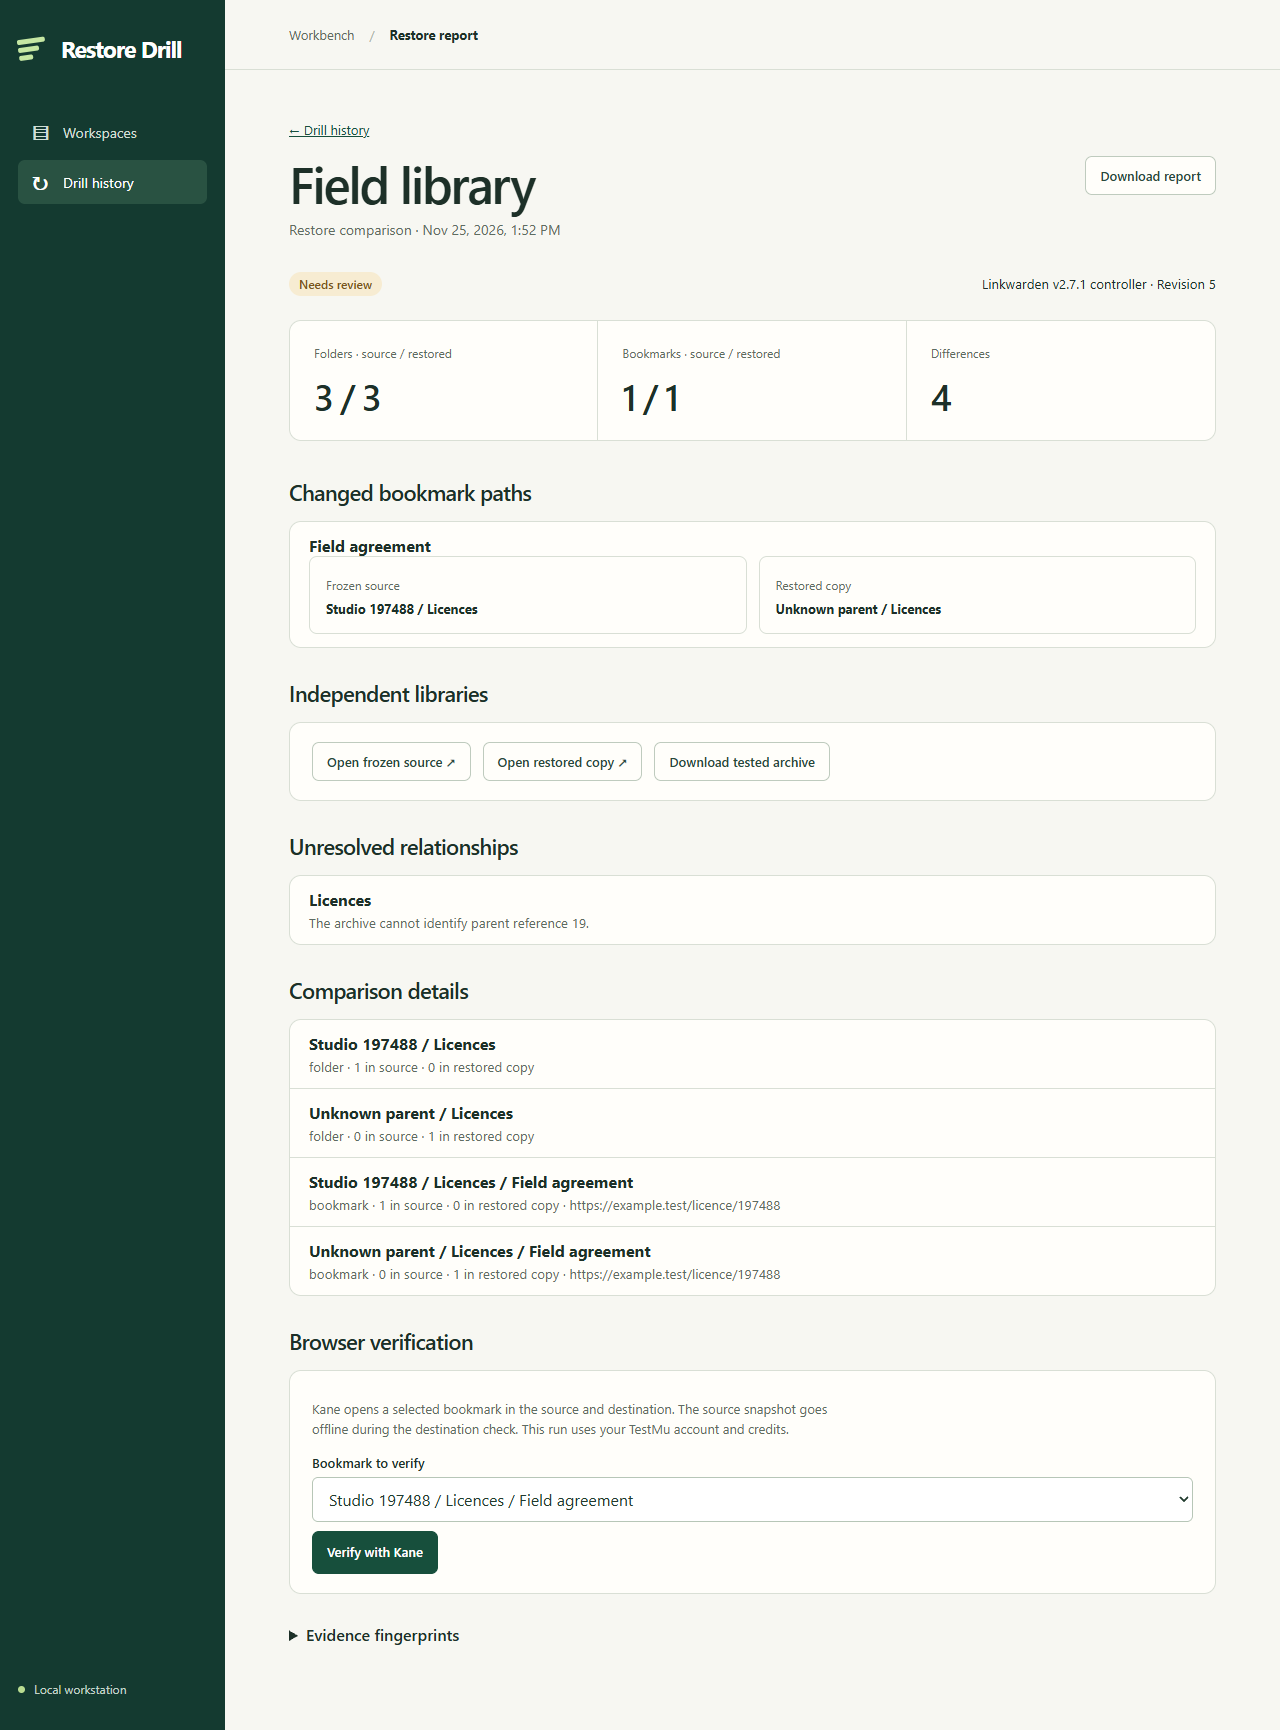 Restore Drill
Workspaces
Drill history
Local workstation
Workbench / Restore report
← Drill history
Field library
Download report
Restore comparison · Nov 25, 2026, 1:52 PM
Needs review
Linkwarden v2.7.1 controller · Revision 5
Folders · source / restored
3 / 3
Bookmarks · source / restored
1 / 1
Differences
4
Changed bookmark paths
Field agreement
Frozen source
Studio 197488 / Licences
Restored copy
Unknown parent / Licences
Independent libraries
Open frozen source ↗
Open restored copy ↗
Download tested archive
Unresolved relationships
Licences
The archive cannot identify parent reference 19.
Comparison details
Studio 197488 / Licences
folder · 1 in source · 0 in restored copy
Unknown parent / Licences
folder · 0 in source · 1 in restored copy
Studio 197488 / Licences / Field agreement
bookmark · 1 in source · 0 in restored copy · https://example.test/licence/197488
Unknown parent / Licences / Field agreement
bookmark · 0 in source · 1 in restored copy · https://example.test/licence/197488
Browser verification
Kane opens a selected bookmark in the source and destination. The source snapshot goes
offline during the destination check. This run uses your TestMu account and credits.
Bookmark to verify
Studio 197488 / Licences / Field agreement
Verify with Kane
Evidence fingerprints